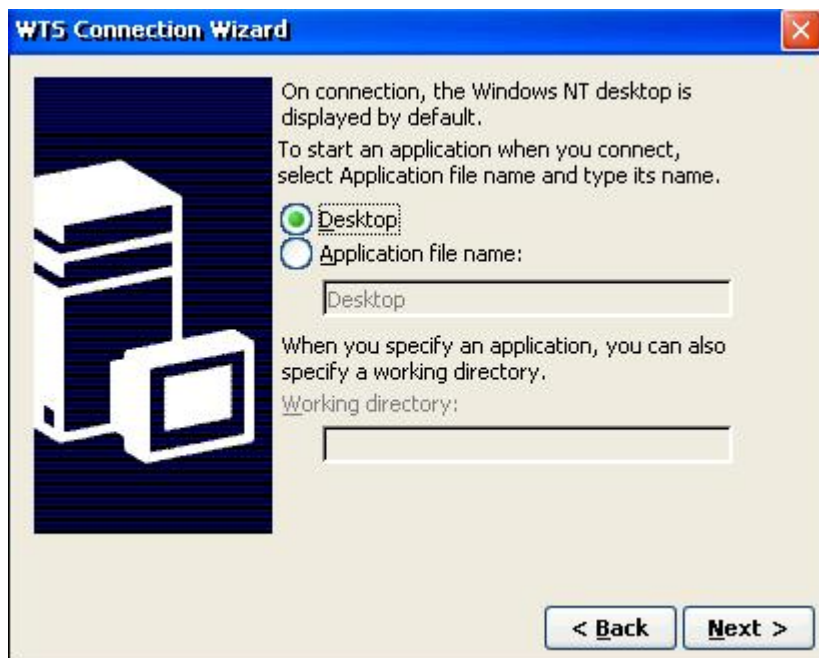 WTS Connection Wizard
On connection, the Windows NT desktop is
displayed by default.
To start an application when you connect,
select Application file name and type its name.
Desktop
Application file name:
Desktop
When you specify an application, you can also
specify a working directory.
Working directory:
< Back Next >